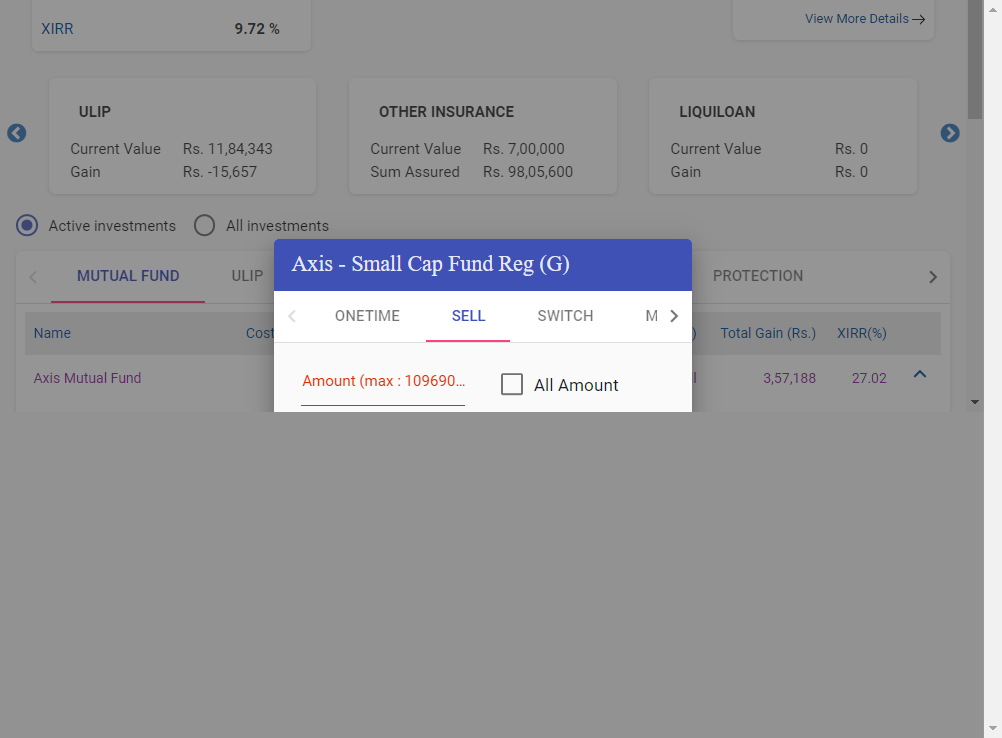 XIRR 9.72 %
View More Details
ULIP
Current Value Rs. 11,84,343
Gain Rs. -15,657
OTHER INSURANCE
Current Value Rs. 7,00,000
Sum Assured Rs. 98,05,600
LIQUILOAN
Current Value Rs. 0
Gain Rs. 0
Active investments All investments
MUTUAL FUND ULIP PROTECTION
Name Cost ) Total Gain (Rs.) XIRR(%)
Axis Mutual Fund 3,57,188 27.02
Axis - Small Cap Fund Reg (G)
ONETIME SELL SWITCH M
Amount (max : 109690... All Amount